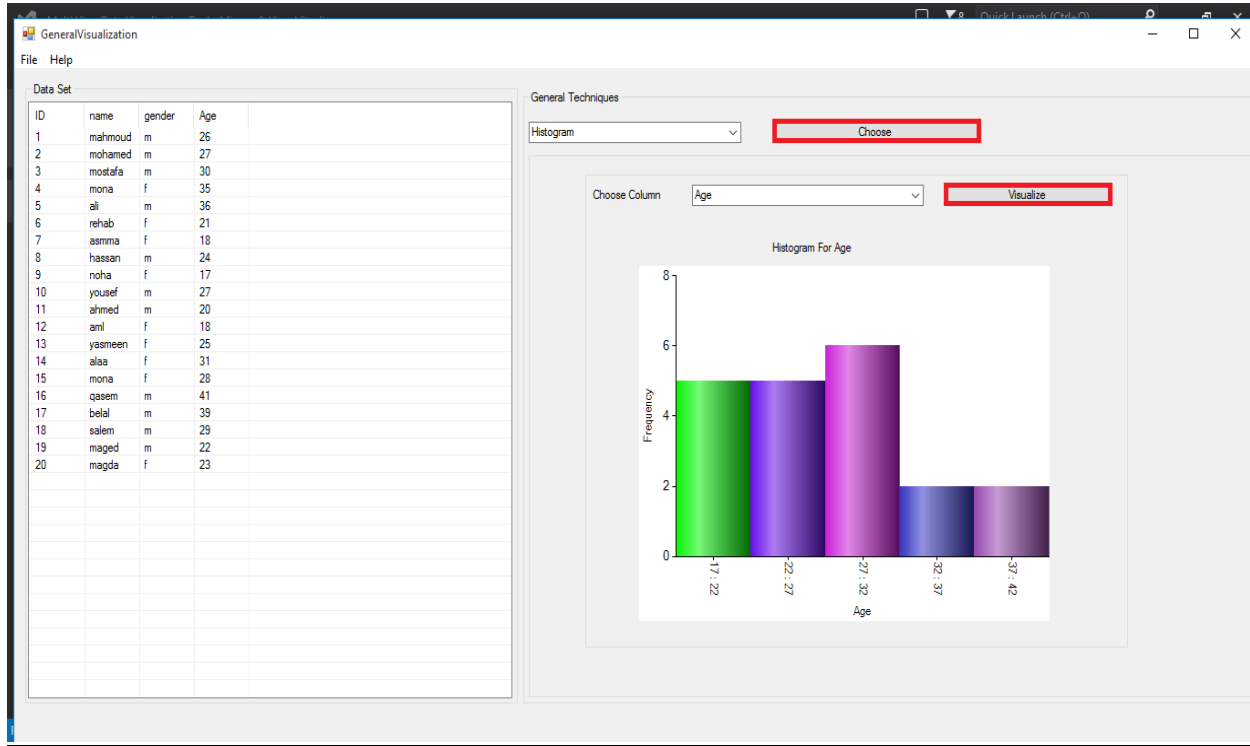 Quick Launch (Ctrl+Q)
GeneralVisualization
File Help
Data Set
ID name gender Age
1 mahmoud m 26
2 mohamed m 27
3 mostafa m 30
4 mona f 35
5 ali m 36
6 rehab f 21
7 asmma f 18
8 hassan m 24
9 noha f 17
10 yousef m 27
11 ahmed m 20
12 aml f 18
13 yasmeen f 25
14 alaa f 31
15 mona f 28
16 qasem m 41
17 belal m 39
18 salem m 29
19 maged m 22
20 magda f 23
General Techniques
Histogram Choose
Choose Column Age Visualize
Histogram For Age
Frequency
8
6
4
2
0
17 : 22 22 : 27 27 : 32 32 : 37 37 : 42
Age